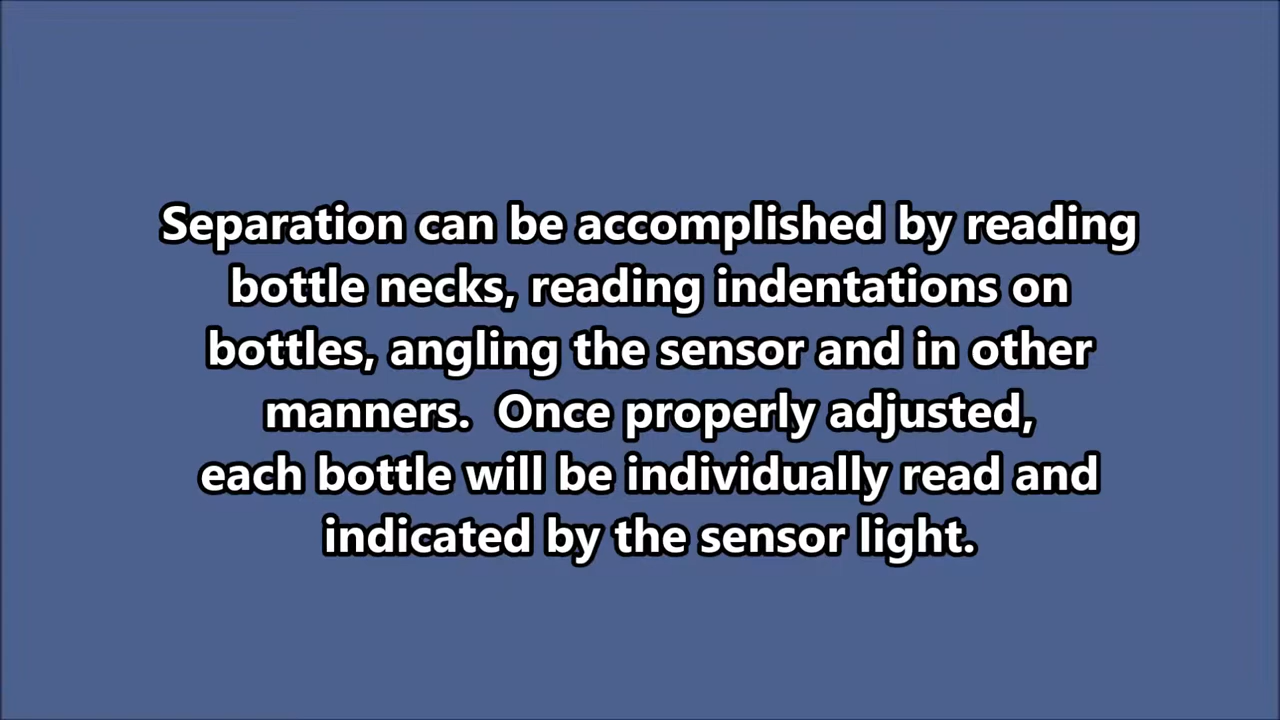 Separation can be accomplished by reading
bottle necks, reading indentations on
bottles, angling the sensor and in other
manners.  Once properly adjusted,
each bottle will be individually read and
indicated by the sensor light.